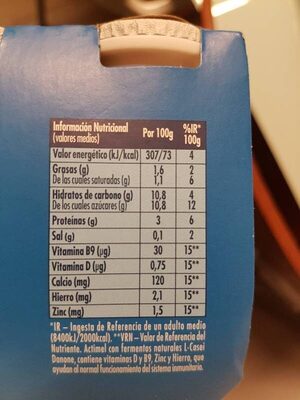 Información Nutricional (valores medios) Por 100g %IR* 100g
Valor energético (kJ/kcal) 307/73 4
Grasas (g) 1,6 2
De las cuales saturadas (g) 1,1 6
Hidratos de carbono (g) 10,8 4
De los cuales azúcares (g) 10,8 12
Proteínas (g) 3 6
Sal (g) 0,1 2
Vitamina B9 (µg) 30 15**
Vitamina D (µg) 0,75 15**
Calcio (mg) 120 15**
Hierro (mg) 2,1 15**
Zinc (mg) 1,5 15**
*IR - Ingesta de Referencia de un adulto medio
(8400kJ/2000kcal). **VRN - Valor de Referencia del
Nutriente. Actimel con fermentos naturales L-Casei
Danone, contiene vitaminas D y B9, Zinc y Hierro, que
ayudan al normal funcionamiento del sistema inmunitario.